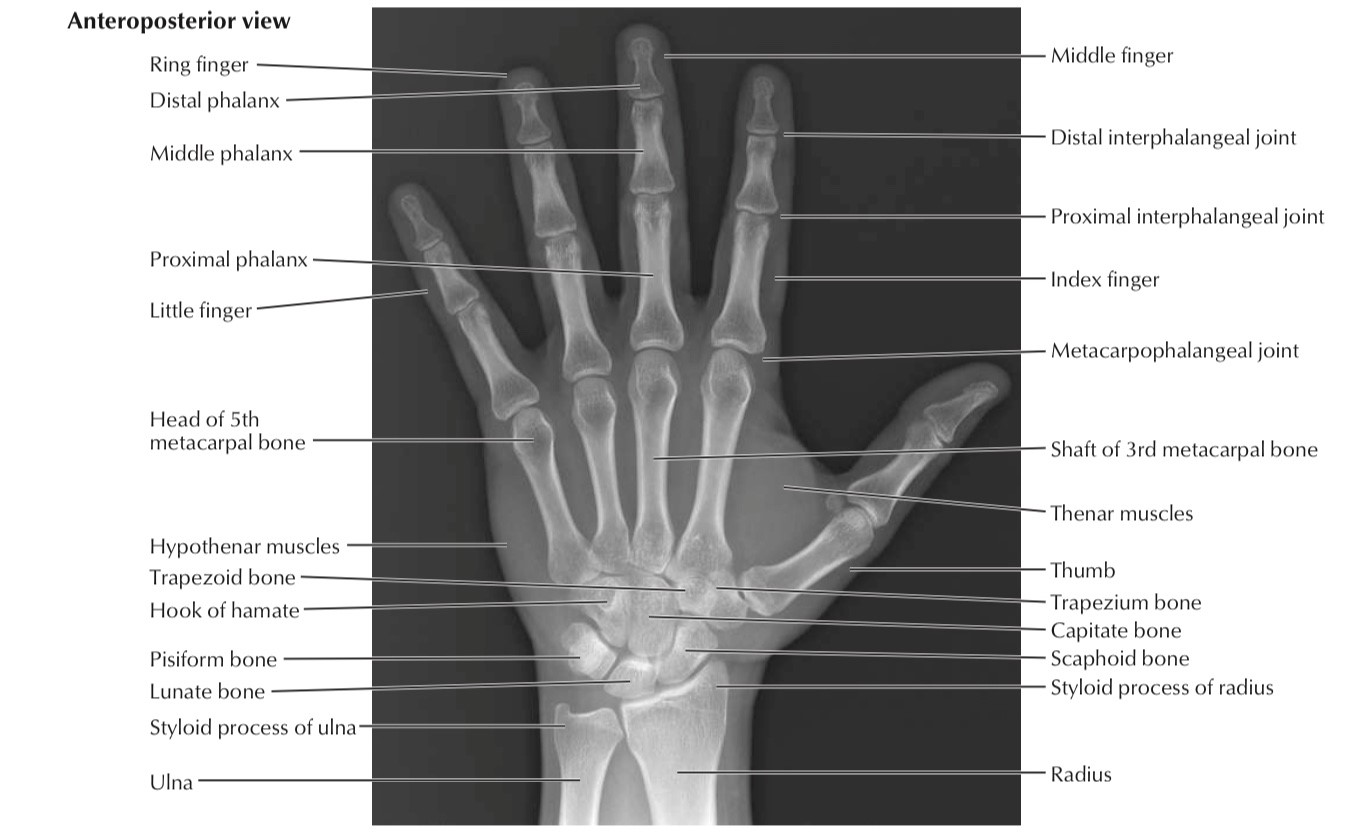 Anteroposterior view
Ring finger
Distal phalanx
Middle phalanx
Proximal phalanx
Little finger
Head of 5th
metacarpal bone
Hypothenar muscles
Trapezoid bone
Hook of hamate
Pisiform bone
Lunate bone
Styloid process of ulna
Ulna
Middle finger
Distal interphalangeal joint
Proximal interphalangeal joint
Index finger
Metacarpophalangeal joint
Shaft of 3rd metacarpal bone
Thenar muscles
Thumb
Trapezium bone
Capitate bone
Scaphoid bone
Styloid process of radius
Radius